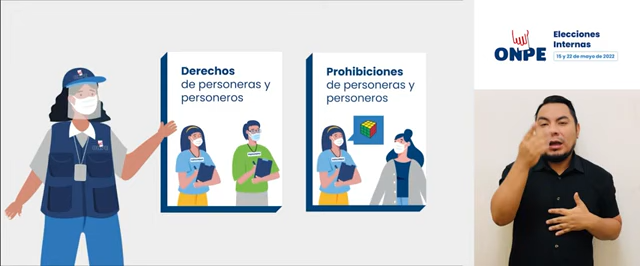 Derechos
de personeras y
personeros
Prohibiciones
de personeras y
personeros
ONPE
Elecciones
Internas
15 y 22 de mayo de 2022